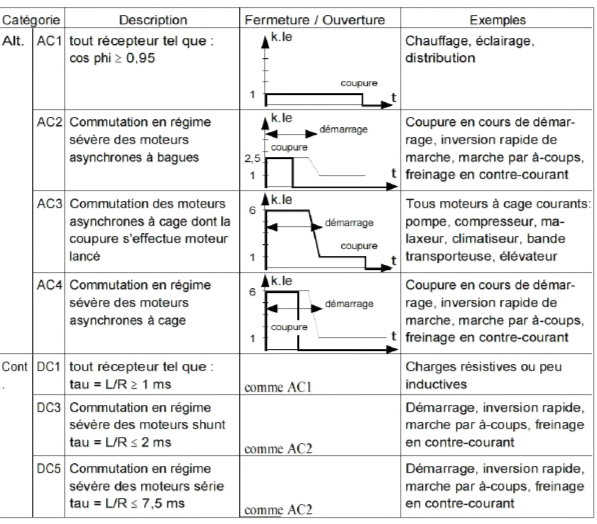 Catégorie Description Fermeture / Ouverture Exemples
Alt. AC1 tout récepteur tel que :
cos phi ≥ 0,95
k.Ie
coupure
1
t
Chauffage, éclairage,
distribution
AC2 Commutation en régime
sévère des moteurs
asynchrones à bagues
k.Ie
démarrage
coupure
2,5
1
t
Coupure en cours de démar-
rage, inversion rapide de
marche, marche par à-coups,
freinage en contre-courant
AC3 Commutation des moteurs
asynchrones à cage dont la
coupure s'effectue moteur
lancé
k.Ie
6
démarrage
coupure
1
t
Tous moteurs à cage courants:
pompe, compresseur, ma-
laxeur, climatiseur, bande
transporteuse, élévateur
AC4 Commutation en régime
sévère des moteurs
asynchrones à cage
k.Ie
6
démarrage
coupure
1
t
Coupure en cours de démar-
rage, inversion rapide de
marche, marche par à-coups,
freinage en contre-courant
Cont
.
DC1 tout récepteur tel que :
tau = L/R ≥ 1 ms
comme AC1
Charges résistives ou peu
inductives
DC3 Commutation en régime
sévère des moteurs shunt
tau = L/R ≤ 2 ms
comme AC2
Démarrage, inversion rapide,
marche par à-coups, freinage
en contre-courant
DC5 Commutation en régime
sévère des moteurs série
tau = L/R ≤ 7,5 ms
comme AC2
Démarrage, inversion rapide,
marche par à-coups, freinage
en contre-courant